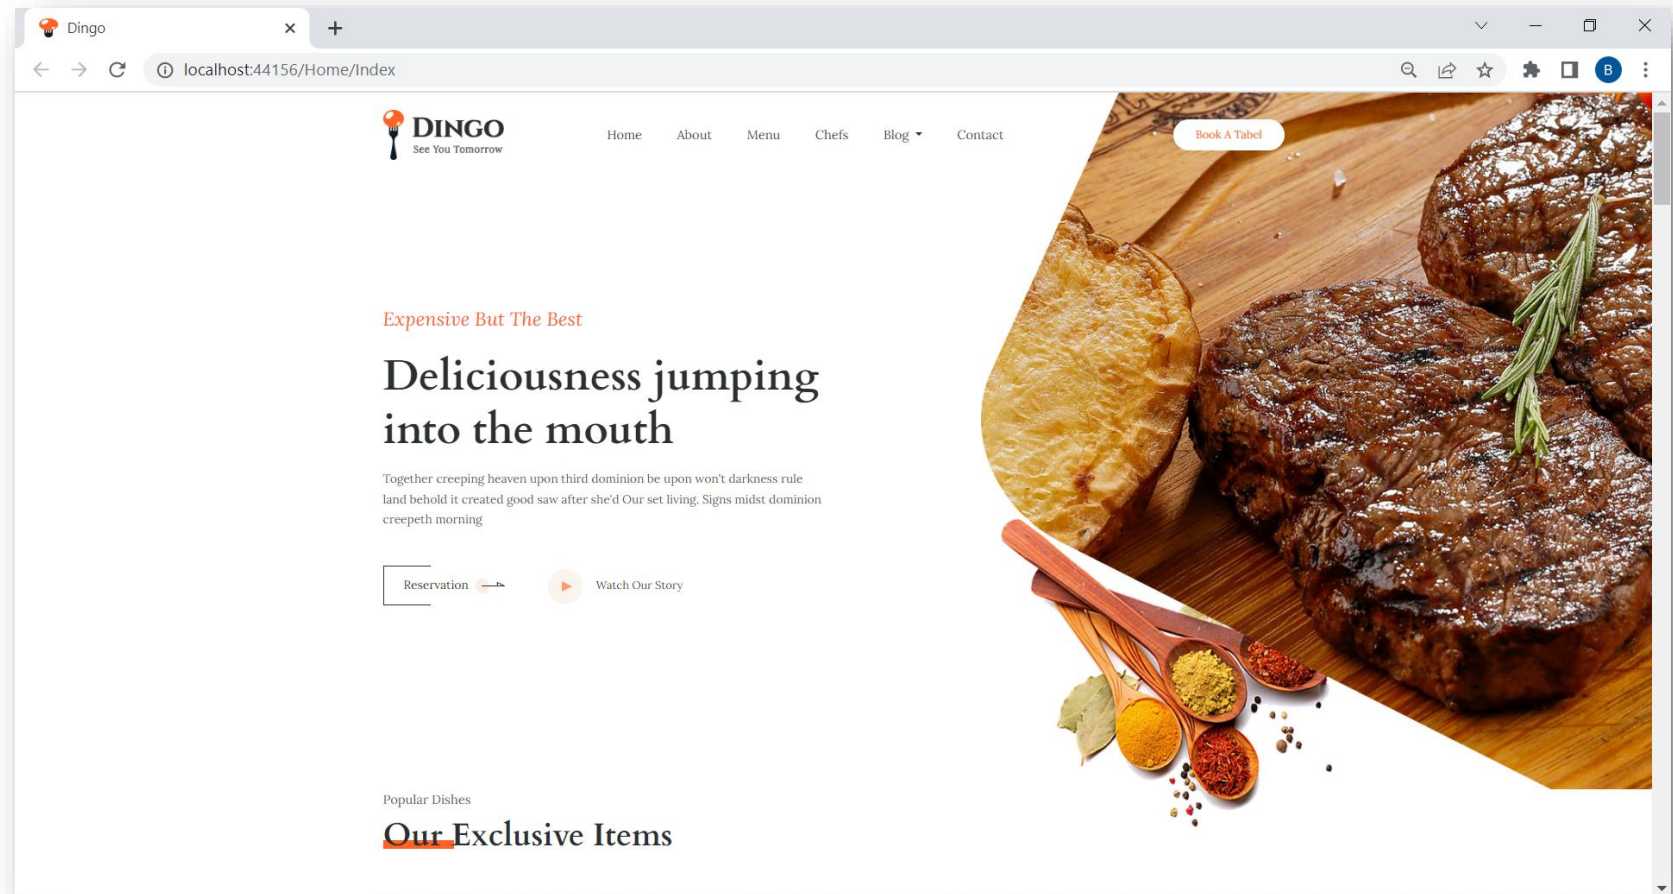 Dingo
localhost:44156/Home/Index
B
DINGO
See You Tomorrow
Home
About
Menu
Chefs
Blog
Contact
Book A Tabel
Expensive But The Best
Deliciousness jumping
into the mouth
Together creeping heaven upon third dominion be upon won't darkness rule
land behold it created good saw after she'd Our set living. Signs midst dominion
creepeth morning
Reservation
Watch Our Story
Popular Dishes
Our Exclusive Items